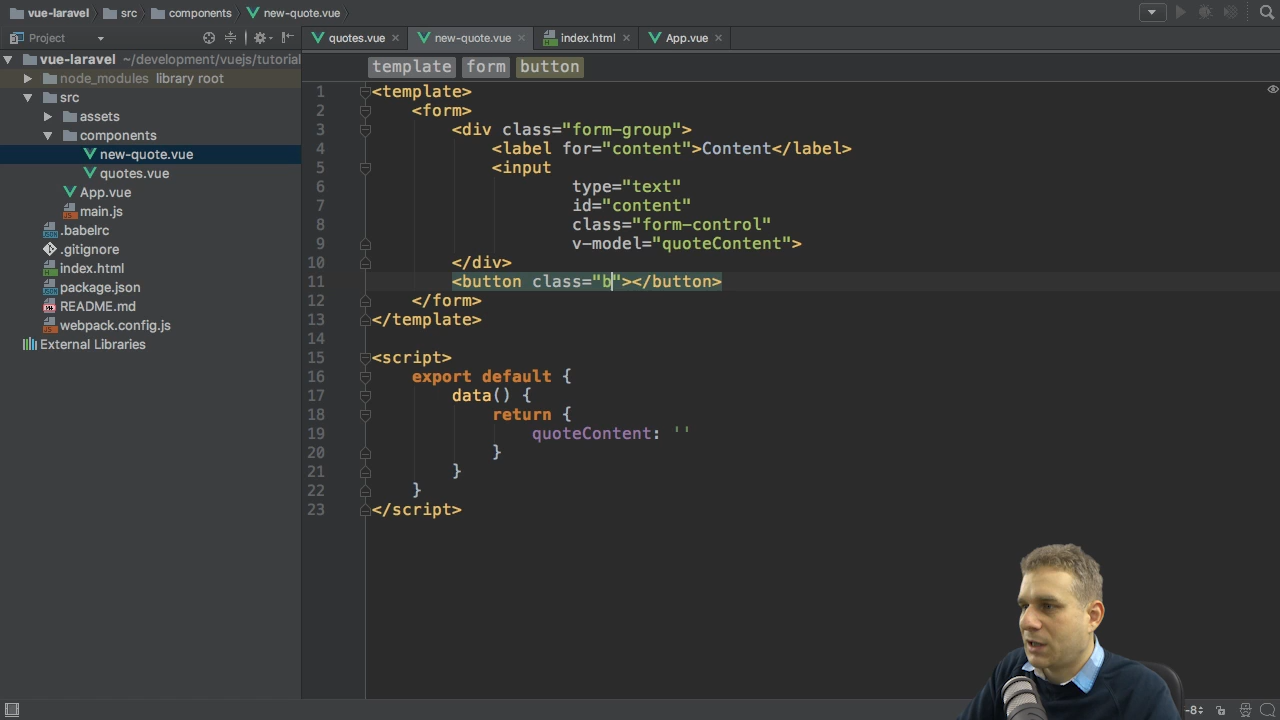 vue-laravel
src
components
new-quote.vue
Project
quotes.vue
new-quote.vue
index.html
App.vue
vue-laravel ~/development/vuejs/tutorial
node_modules library root
src
assets
components
new-quote.vue
quotes.vue
App.vue
main.js
.babelrc
.gitignore
index.html
package.json
README.md
webpack.config.js
External Libraries
template form button
1 <template>
2 <form>
3 <div class="form-group">
4 <label for="content">Content</label>
5 <input
6 type="text"
7 id="content"
8 class="form-control"
9 v-model="quoteContent">
10 </div>
11 <button class="b"></button>
12 </form>
13 </template>
14
15 <script>
16 export default {
17 data() {
18 return {
19 quoteContent: ''
20 }
21 }
22 }
23 </script>
-8